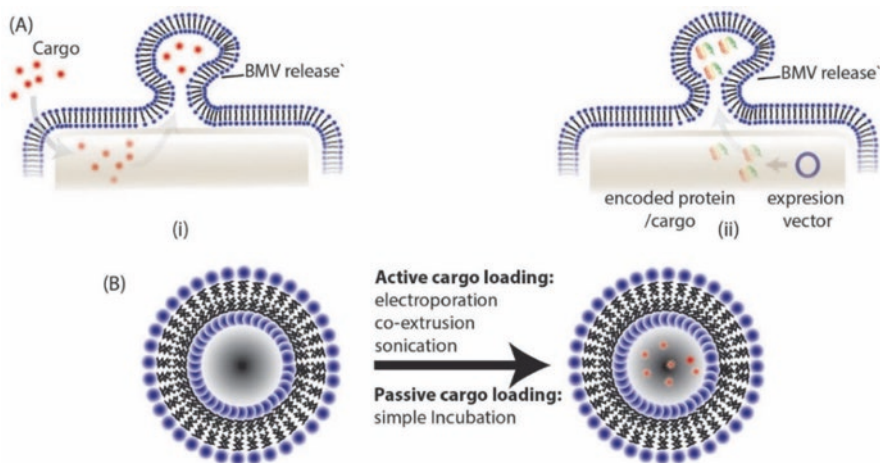 (A)
Cargo
BMV release`
(i)
BMV release`
encoded protein
/cargo
expresion
vector
(ii)
(B)
Active cargo loading:
electroporation
co-extrusion
sonication
Passive cargo loading:
simple Incubation